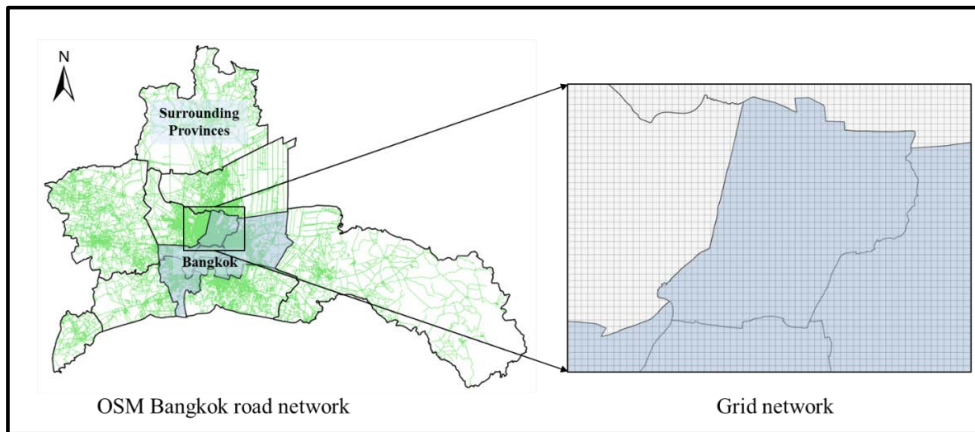 N
Surrounding
Provinces
Bangkok
OSM Bangkok road network
Grid network